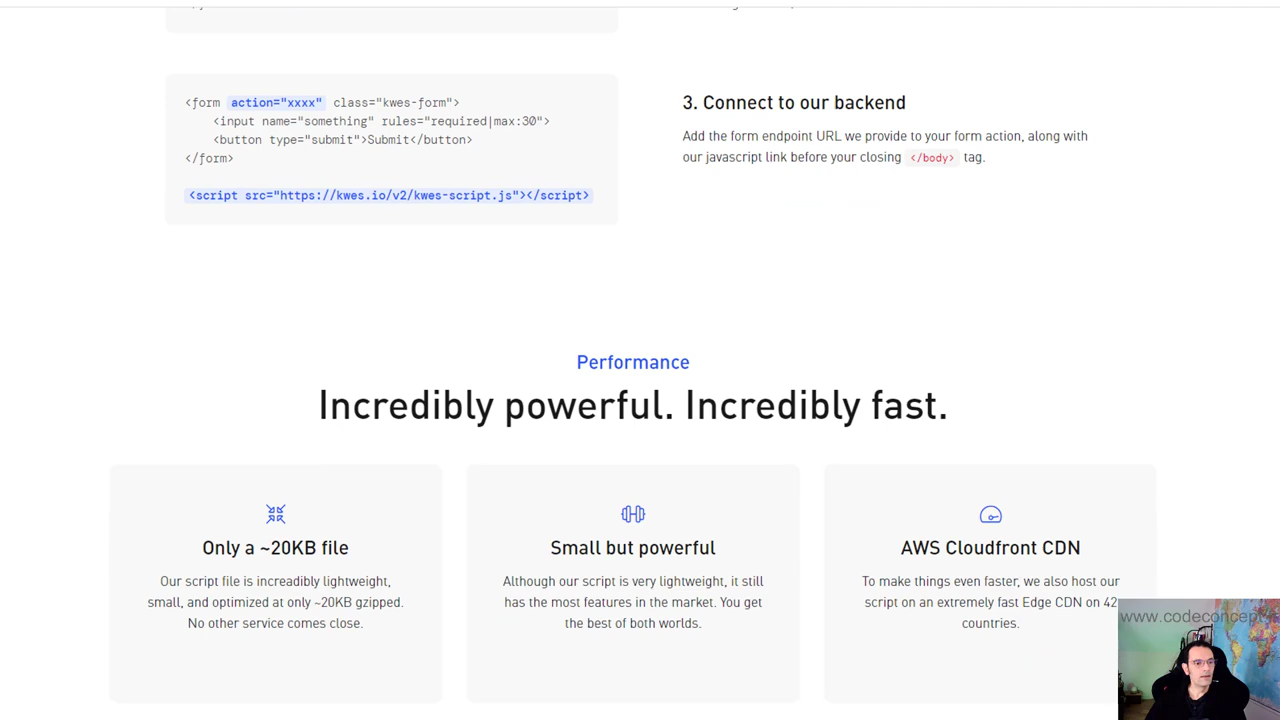 <form action="xxxx" class="kwes-form">
<input name="something" rules="required|max:30">
<button type="submit">Submit</button>
</form>
<script src="https://kwes.io/v2/kwes-script.js"></script>
3. Connect to our backend
Add the form endpoint URL we provide to your form action, along with
our javascript link before your closing </body> tag.
Performance
Incredibly powerful. Incredibly fast.
Only a ~20KB file
Our script file is increadibly lightweight,
small, and optimized at only ~20KB gzipped.
No other service comes close.
Small but powerful
Although our script is very lightweight, it still
has the most features in the market. You get
the best of both worlds.
AWS Cloudfront CDN
To make things even faster, we also host our
script on an extremely fast Edge CDN on 42
countries.